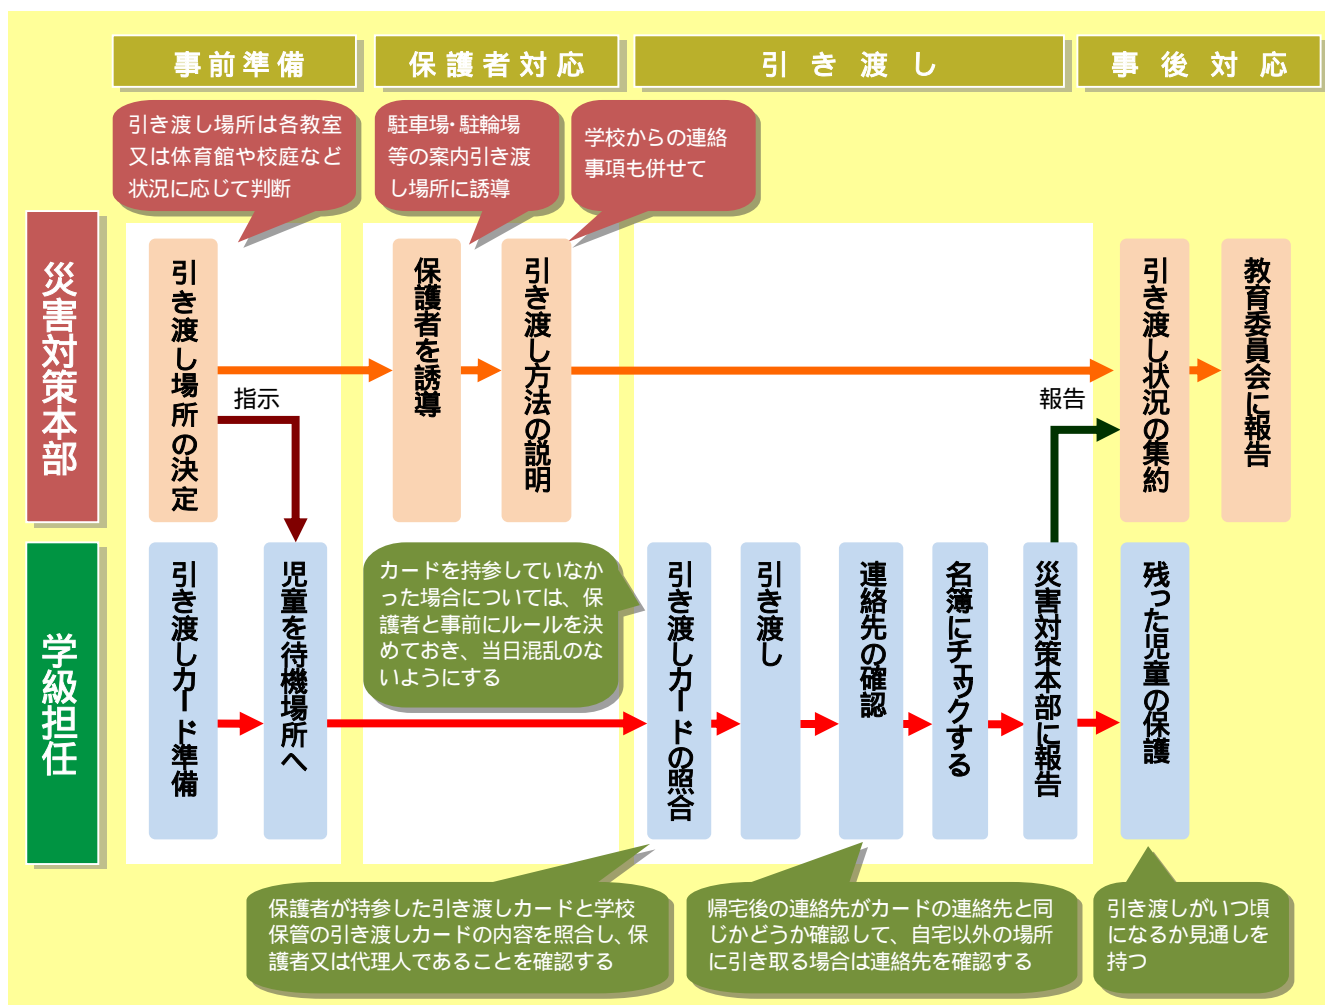 事前準備
保護者対応
引き渡し
事後対応
引き渡し場所は各教室
又は体育館や校庭など
状況に応じて判断
駐車場・駐輪場
等の案内引き渡
し場所に誘導
学校からの連絡
事項も併せて
災害対策本部
引き渡し場所の決定
保護者を誘導
引き渡し方法の説明
引き渡し状況の集約
教育委員会に報告
指示
報告
学級担任
引き渡しカード準備
児童を待機場所へ
カードを持参していなか
った場合については、保
護者と事前にルールを決
めておき、当日混乱のな
いようにする
引き渡しカードの照合
引き渡し
連絡先の確認
名簿にチェックする
災害対策本部に報告
残った児童の保護
保護者が持参した引き渡しカードと学校
保管の引き渡しカードの内容を照合し、保
護者又は代理人であることを確認する
帰宅後の連絡先がカードの連絡先と同
じかどうか確認して、自宅以外の場所
に引き取る場合は連絡先を確認する
引き渡しがいつ頃
になるか見通しを
持つ